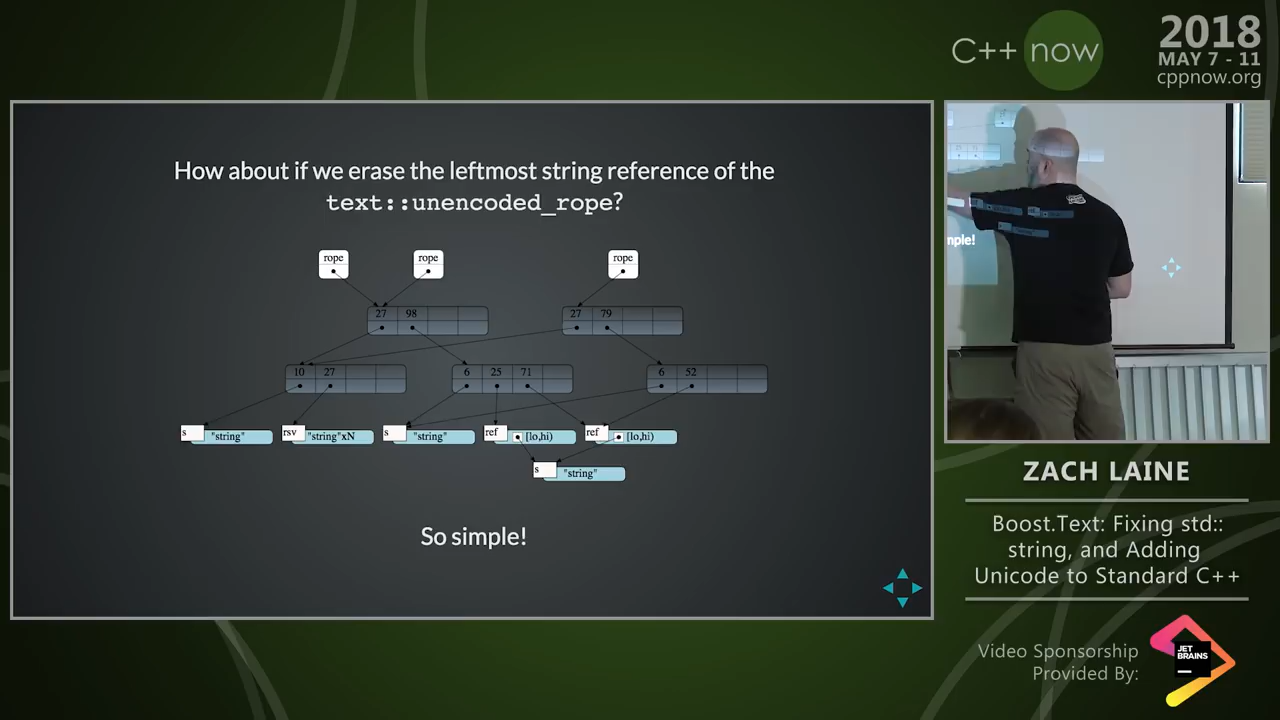 C++ now
2018
MAY 7 - 11
cppnow.org
How about if we erase the leftmost string reference of the
text::unencoded_rope?
rope rope rope
27 98 27 79
10 27 6 25 71 6 52
s "string" rsv "string"xN s "string" ref [lo,hi) ref [lo,hi)
s "string"
So simple!
mple!
ZACH LAINE
Boost.Text: Fixing std::
string, and Adding
Unicode to Standard C++
Video Sponsorship
Provided By:
JET
BRAINS